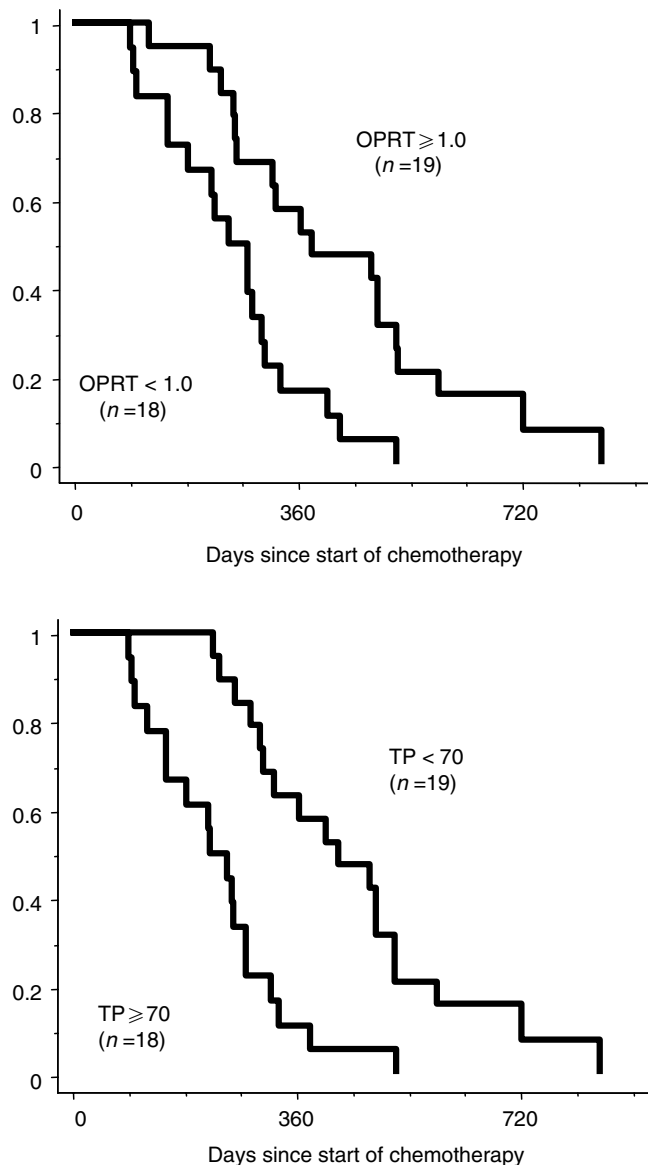 1
0.8
0.6
0.4
0.2
0
OPRT ⩾ 1.0
(n =19)
OPRT < 1.0
(n =18)
0 360 720
Days since start of chemotherapy
1
0.8
0.6
0.4
0.2
0
TP < 70
(n =19)
TP ⩾ 70
(n =18)
0 360 720
Days since start of chemotherapy